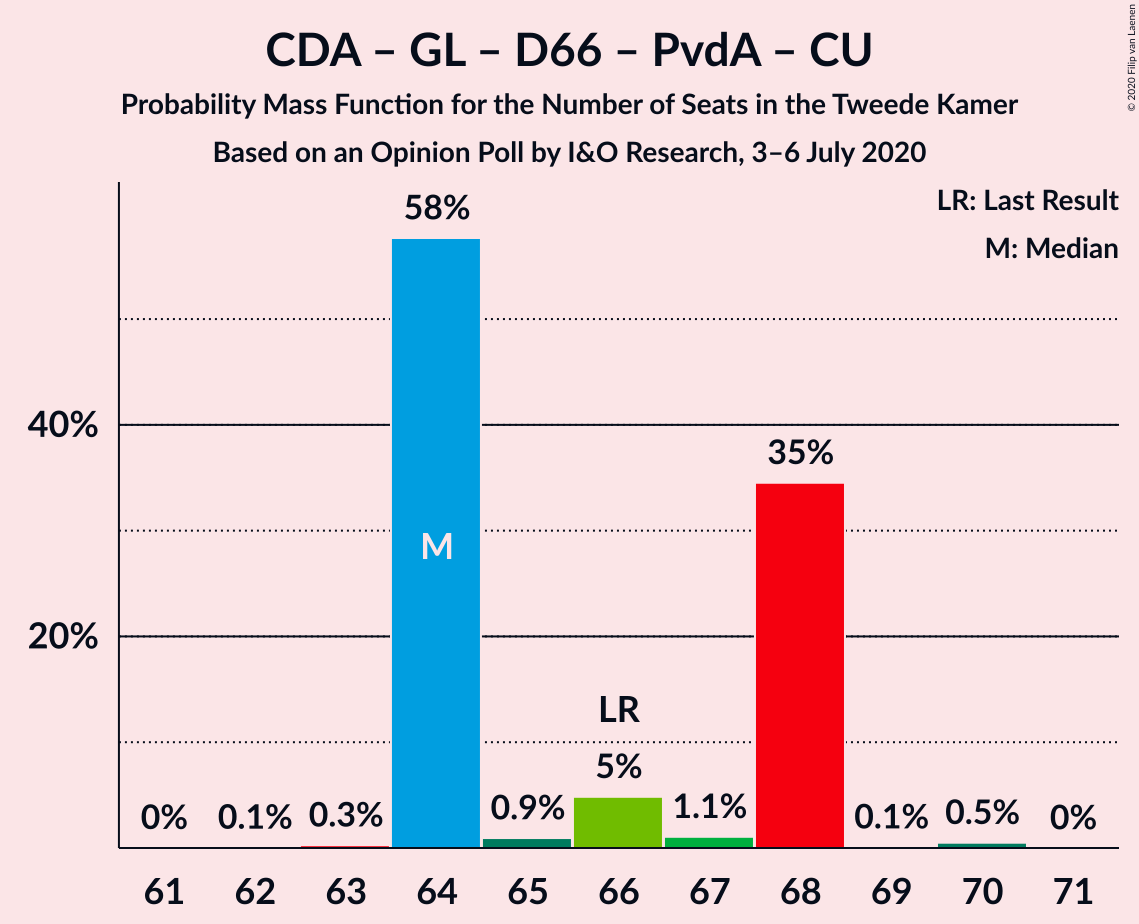 CDA – GL – D66 – PvdA – CU
Probability Mass Function for the Number of Seats in the Tweede Kamer
Based on an Opinion Poll by I&O Research, 3–6 July 2020
© 2020 Filip van Laenen
LR: Last Result
M: Median
58%
40%
35%
M
20%
LR
5%
0% 0.1% 0.3% 0.9% 1.1% 0.1% 0.5% 0%
61 62 63 64 65 66 67 68 69 70 71